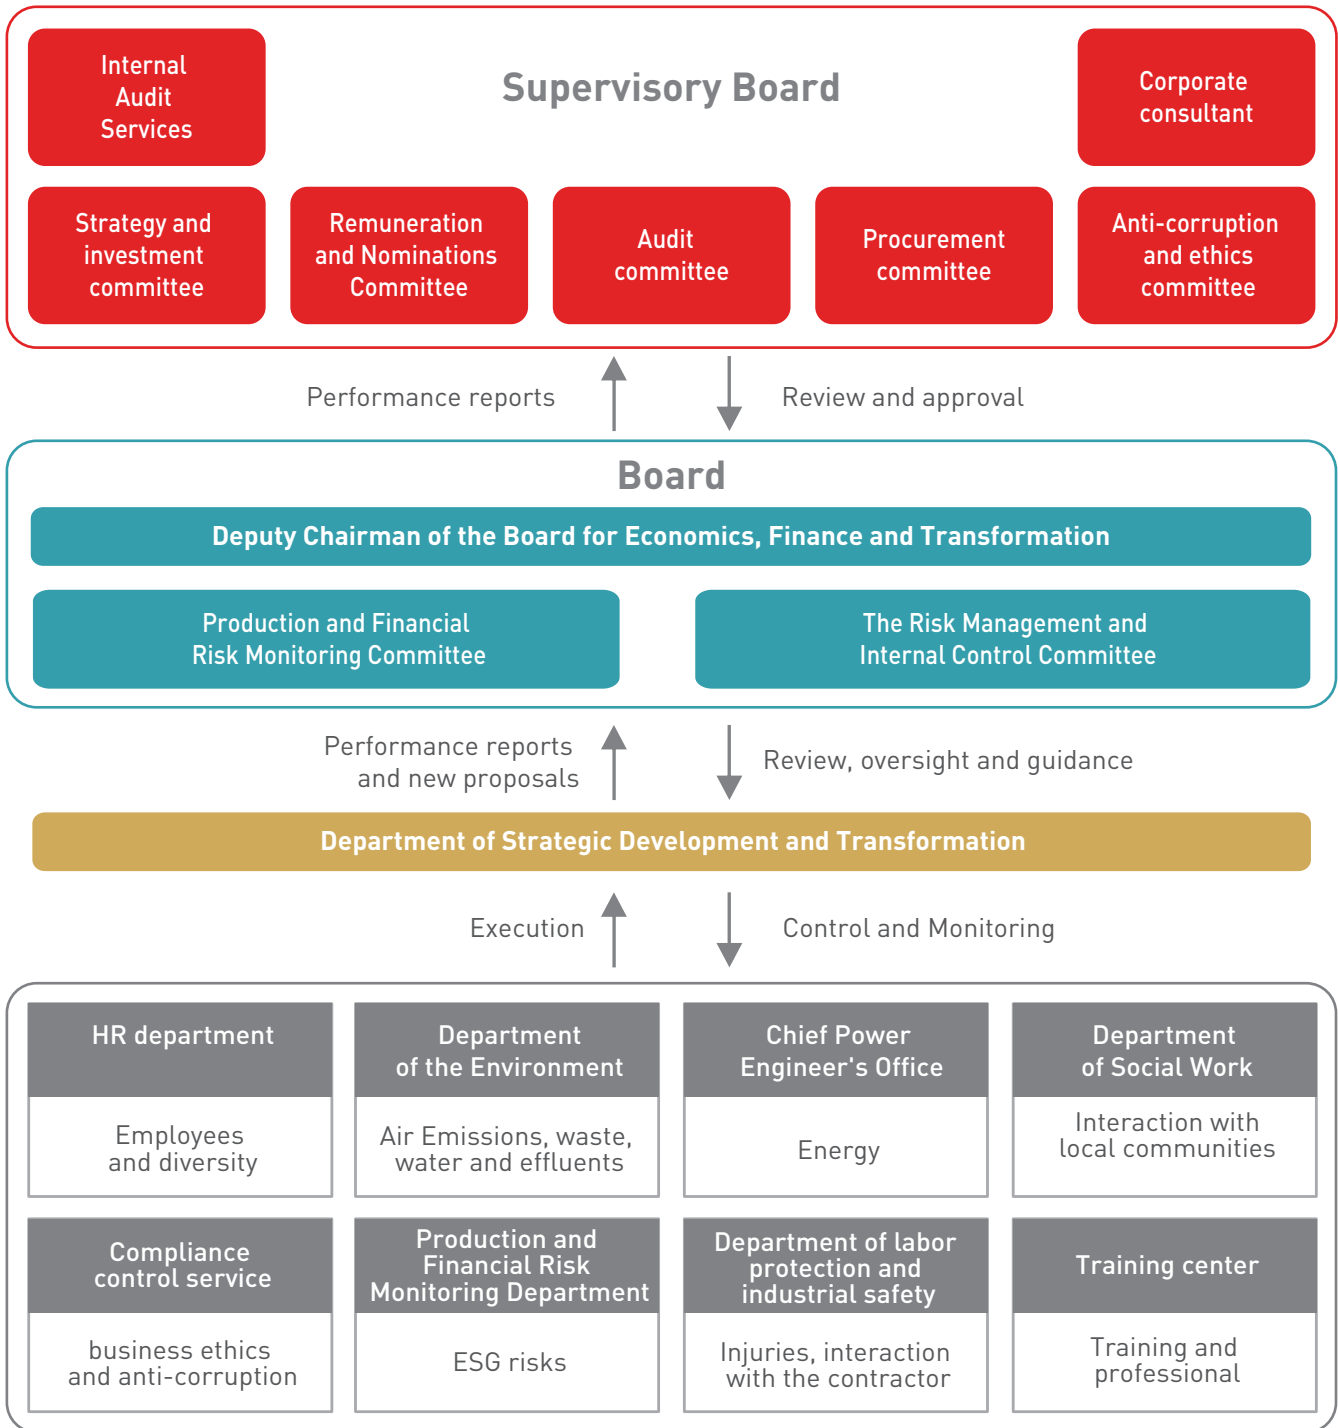 Internal
Audit
Services
Supervisory Board
Corporate
consultant
Strategy and
investment
committee
Remuneration
and Nominations
Committee
Audit
committee
Procurement
committee
Anti-corruption
and ethics
committee
Performance reports
Review and approval
Board
Deputy Chairman of the Board for Economics, Finance and Transformation
Production and Financial
Risk Monitoring Committee
The Risk Management and
Internal Control Committee
Performance reports
and new proposals
Review, oversight and guidance
Department of Strategic Development and Transformation
Execution
Control and Monitoring
HR department
Employees
and diversity
Department
of the Environment
Air Emissions, waste,
water and effluents
Chief Power
Engineer's Office
Energy
Department
of Social Work
Interaction with
local communities
Compliance
control service
business ethics
and anti-corruption
Production and
Financial Risk
Monitoring Department
ESG risks
Department of labor
protection and
industrial safety
Injuries, interaction
with the contractor
Training center
Training and
professional